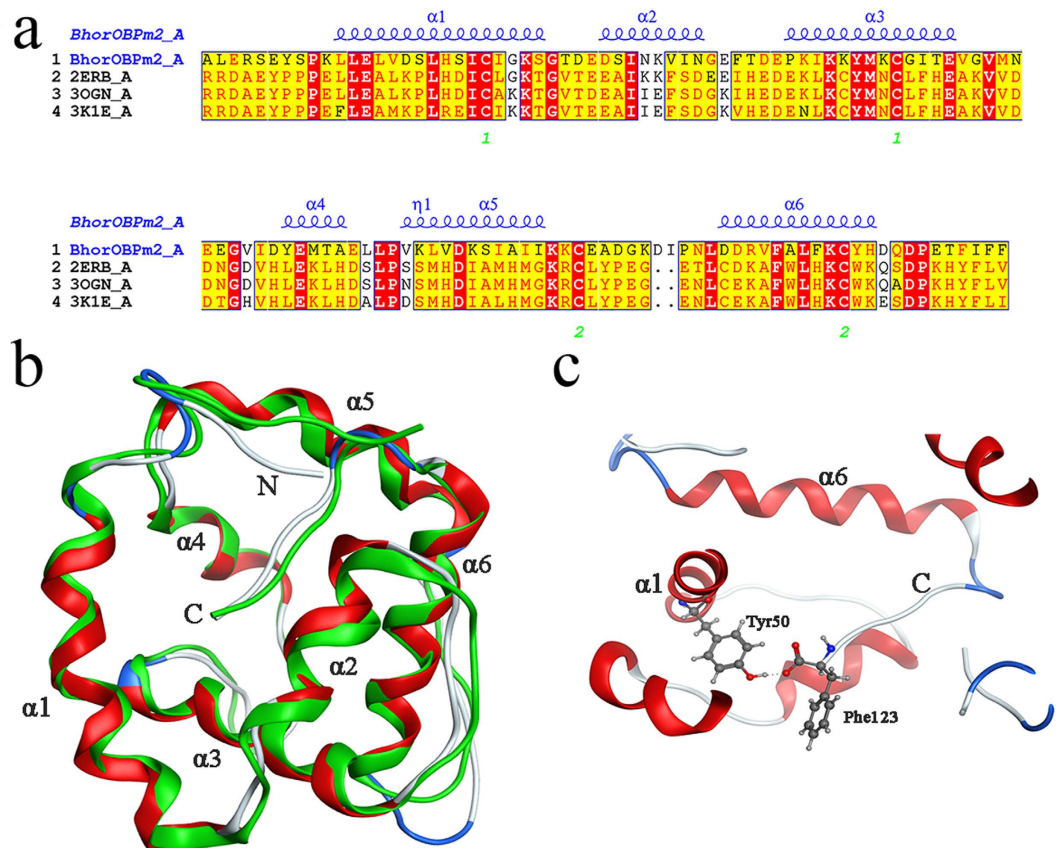 a
α1 α2 α3
BhorOBPm2_A
1 BhorOBPm2_A ALERSEYSPKLLELVDSLHSICIGKSGTDEDSINKVINGEFTDEPKIKKYMKCGITEVGVMN
2 2ERB_A RRDAEYPPPELLEALKPLHDICAKKTGVTEEAIKKFSDEEIHEDEKLKCYMNCLFHEAKVVD
3 3OGN_A RRDAEYPPPELLEALKPLHDICAKKTGVTEEAIIEFSDGKIHEDEKLKCYMNCLFHEAKVVD
4 3K1E_A RRDAEYPPPEFLEAMKPLREICIKKTGVTEEAIIEFSDGKVHEDENLKCYMNCLFHEAKVVD
1 1
α4 η1 α5 α6
BhorOBPm2_A
1 BhorOBPm2_A EEGVIDYEMTAELLPVKLVDKSIAIIKKCEADGKDIPNLDDRVFALFKCYHDQDPETFIFF
2 2ERB_A DNGDVHLEKLHDSLPSSMHDIAMHMGKRCLYPEG..ETLCDKAFWLHKCWKQSDPKHYFLV
3 3OGN_A DNGDVHLEKLHDSLPNSMHDIAMHMGKRCLYPEG..ENLCEKAFWLHKCWKQADPKHYFLV
4 3K1E_A DTGHVHLEKLHDALPDSMHDIALHMGKRCLYPEG..ENLCEKAFWLHKCWKESDPKHYFLI
2 2
b
α5
N
α4
α6
C
α2
α1
α3
c
α6
α1
C
Tyr50
Phe123